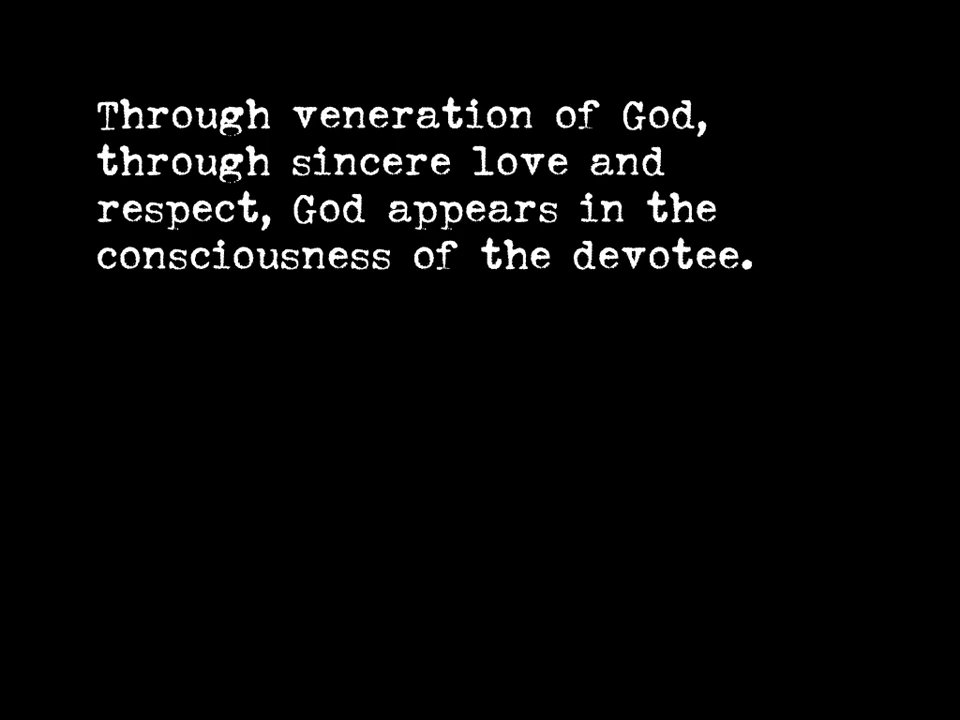 Through veneration of God,
through sincere love and
respect, God appears in the
consciousness of the devotee.